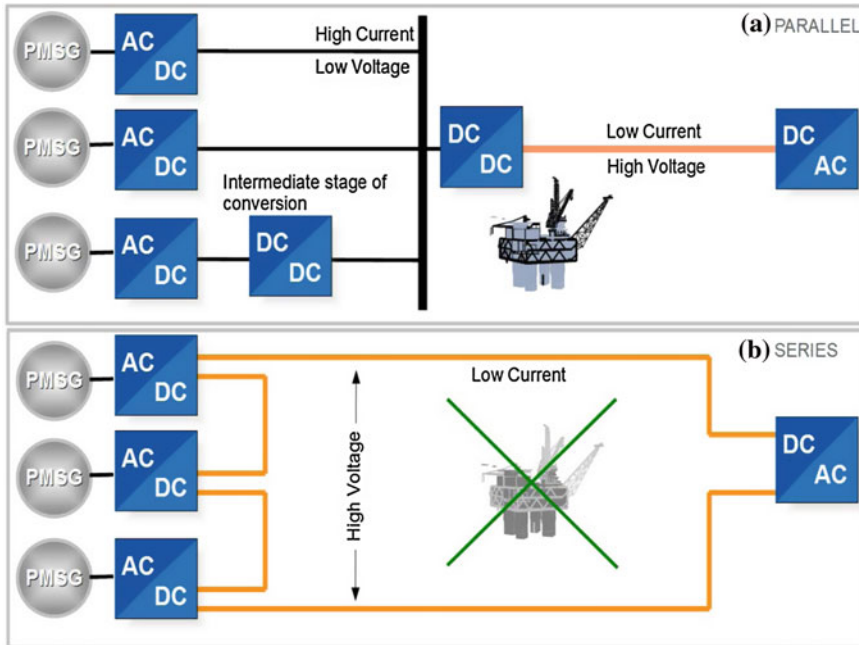 (a) PARALLEL
PMSG
AC
DC
High Current
Low Voltage
PMSG
AC
DC
DC
DC
Low Current
High Voltage
DC
AC
Intermediate stage of
conversion
PMSG
AC
DC
DC
DC
(b) SERIES
PMSG
AC
DC
Low Current
PMSG
AC
DC
High Voltage
DC
AC
PMSG
AC
DC